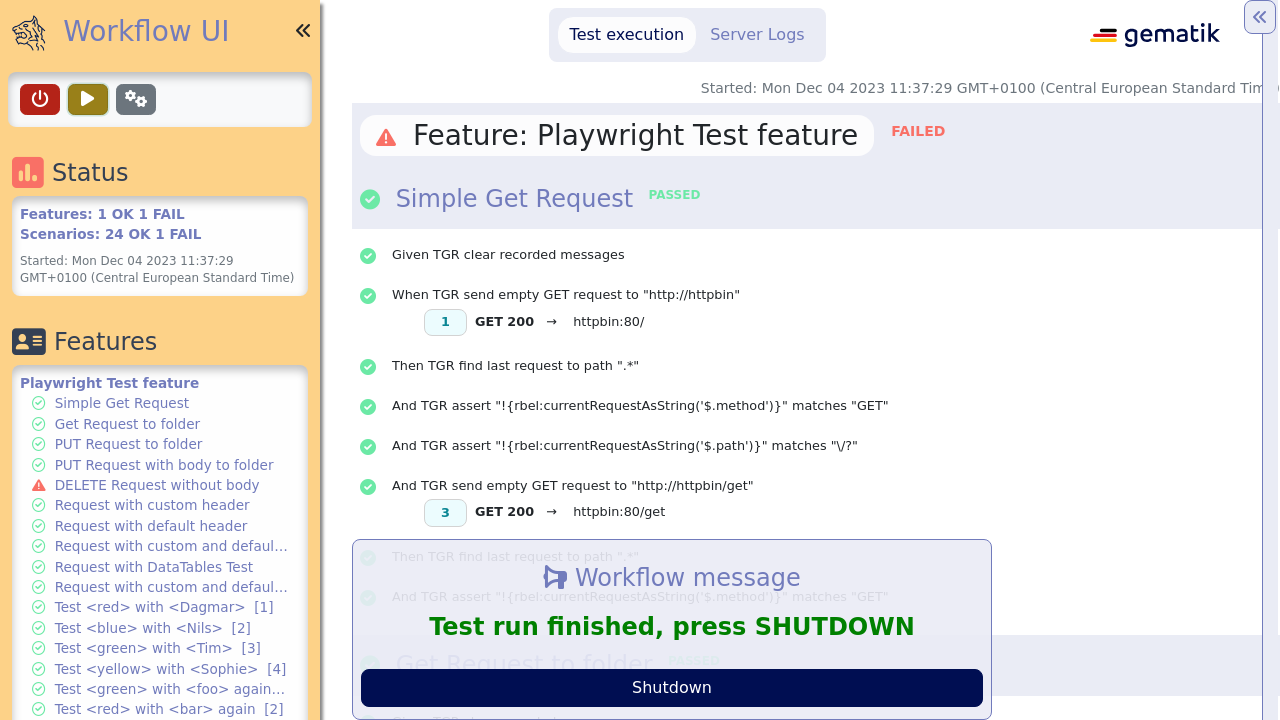 Workflow UI
Status
Features: 1 OK 1 FAIL
Scenarios: 24 OK 1 FAIL
Started: Mon Dec 04 2023 11:37:29
GMT+0100 (Central European Standard Time)
Features
Playwright Test feature
Simple Get Request
Get Request to folder
PUT Request to folder
PUT Request with body to folder
DELETE Request without body
Request with custom header
Request with default header
Request with custom and defaul...
Request with DataTables Test
Request with custom and defaul...
Test <red> with <Dagmar> [1]
Test <blue> with <Nils> [2]
Test <green> with <Tim> [3]
Test <yellow> with <Sophie> [4]
Test <green> with <foo> again...
Test <red> with <bar> again [2]
Test execution
Server Logs
gematik
Started: Mon Dec 04 2023 11:37:29 GMT+0100 (Central European Standard Tim
Feature: Playwright Test feature FAILED
Simple Get Request PASSED
Given TGR clear recorded messages
When TGR send empty GET request to "http://httpbin"
1 GET 200 → httpbin:80/
Then TGR find last request to path ".*"
And TGR assert "!{rbel:currentRequestAsString('$.method')}" matches "GET"
And TGR assert "!{rbel:currentRequestAsString('$.path')}" matches "\/?"
And TGR send empty GET request to "http://httpbin/get"
3 GET 200 → httpbin:80/get
Then TGR find last request to path ".*"
Workflow message
And TGR assert "!{rbel:currentRequestAsString('$.method')}" matches "GET"
Test run finished, press SHUTDOWN
Get Request to folder PASSED
Shutdown